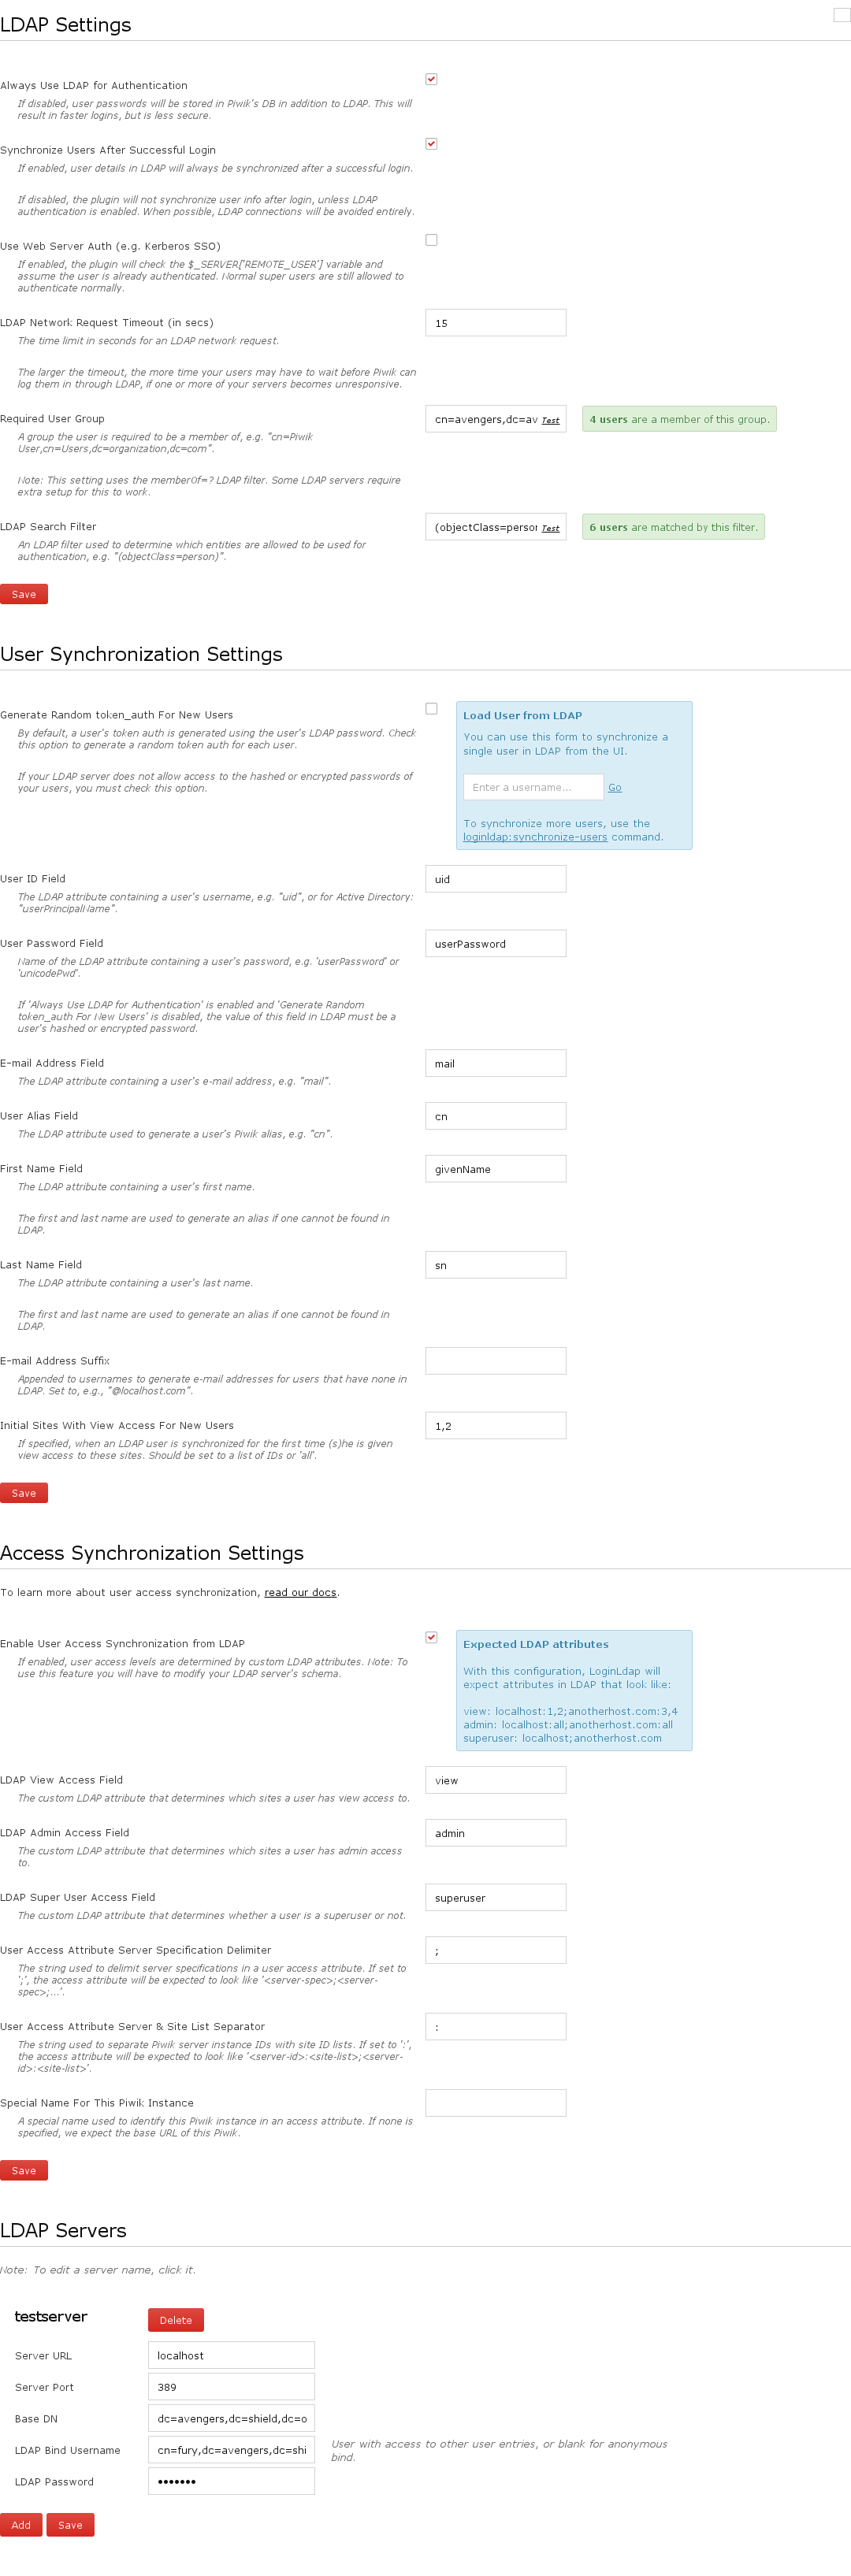 LDAP Settings
Always Use LDAP for Authentication
If disabled, user passwords will be stored in Piwik's DB in addition to LDAP. This will
result in faster logins, but is less secure.
Synchronize Users After Successful Login
If enabled, user details in LDAP will always be synchronized after a successful login.
If disabled, the plugin will not synchronize user info after login, unless LDAP
authentication is enabled. When possible, LDAP connections will be avoided entirely.
Use Web Server Auth (e.g. Kerberos SSO)
If enabled, the plugin will check the $_SERVER['REMOTE_USER'] variable and
assume the user is already authenticated. Normal super users are still allowed to
authenticate normally.
LDAP Network Request Timeout (in secs)
15
The time limit in seconds for an LDAP network request.
The larger the timeout, the more time your users may have to wait before Piwik can
log them in through LDAP, if one or more of your servers becomes unresponsive.
Required User Group
cn=avengers,dc=av Test
4 users are a member of this group.
A group the user is required to be a member of, e.g. "cn=Piwik
User,cn=Users,dc=organization,dc=com".
Note: This setting uses the memberOf=? LDAP filter. Some LDAP servers require
extra setup for this to work.
LDAP Search Filter
(objectClass=person Test
6 users are matched by this filter.
An LDAP filter used to determine which entities are allowed to be used for
authentication, e.g. "(objectClass=person)".
Save
User Synchronization Settings
Generate Random token_auth For New Users
By default, a user's token auth is generated using the user's LDAP password. Check
this option to generate a random token auth for each user.
If your LDAP server does not allow access to the hashed or encrypted passwords of
your users, you must check this option.
Load User from LDAP
You can use this form to synchronize a
single user in LDAP from the UI.
Enter a username... Go
To synchronize more users, use the
loginldap:synchronize-users command.
User ID Field
uid
The LDAP attribute containing a user's username, e.g. "uid", or for Active Directory:
"userPrincipalName".
User Password Field
userPassword
Name of the LDAP attribute containing a user's password, e.g. 'userPassword' or
'unicodePwd'.
If 'Always Use LDAP for Authentication' is enabled and 'Generate Random
token_auth For New Users' is disabled, the value of this field in LDAP must be a
user's hashed or encrypted password.
E-mail Address Field
mail
The LDAP attribute containing a user's e-mail address, e.g. "mail".
User Alias Field
cn
The LDAP attribute used to generate a user's Piwik alias, e.g. "cn".
First Name Field
givenName
The LDAP attribute containing a user's first name.
The first and last name are used to generate an alias if one cannot be found in
LDAP.
Last Name Field
sn
The LDAP attribute containing a user's last name.
The first and last name are used to generate an alias if one cannot be found in
LDAP.
E-mail Address Suffix
Appended to usernames to generate e-mail addresses for users that have none in
LDAP. Set to, e.g., "@localhost.com".
Initial Sites With View Access For New Users
1,2
If specified, when an LDAP user is synchronized for the first time (s)he is given
view access to these sites. Should be set to a list of IDs or 'all'.
Save
Access Synchronization Settings
To learn more about user access synchronization, read our docs.
Enable User Access Synchronization from LDAP
If enabled, user access levels are determined by custom LDAP attributes. Note: To
use this feature you will have to modify your LDAP server's schema.
Expected LDAP attributes
With this configuration, LoginLdap will
expect attributes in LDAP that look like:
view: localhost:1,2;anotherhost.com:3,4
admin: localhost:all;anotherhost.com:all
superuser: localhost;anotherhost.com
LDAP View Access Field
view
The custom LDAP attribute that determines which sites a user has view access to.
LDAP Admin Access Field
admin
The custom LDAP attribute that determines which sites a user has admin access
to.
LDAP Super User Access Field
superuser
The custom LDAP attribute that determines whether a user is a superuser or not.
User Access Attribute Server Specification Delimiter
;
The string used to delimit server specifications in a user access attribute. If set to
';', the access attribute will be expected to look like '<server-spec>;<server-
spec>;...'.
User Access Attribute Server & Site List Separator
:
The string used to separate Piwik server instance IDs with site ID lists. If set to ':',
the access attribute will be expected to look like '<server-id>:<site-list>;<server-
id>:<site-list>'.
Special Name For This Piwik Instance
A special name used to identify this Piwik instance in an access attribute. If none is
specified, we expect the base URL of this Piwik.
Save
LDAP Servers
Note: To edit a server name, click it.
testserver
Delete
Server URL
localhost
Server Port
389
Base DN
dc=avengers,dc=shield,dc=o
LDAP Bind Username
cn=fury,dc=avengers,dc=shi
User with access to other user entries, or blank for anonymous
bind.
LDAP Password
•••••••
Add Save